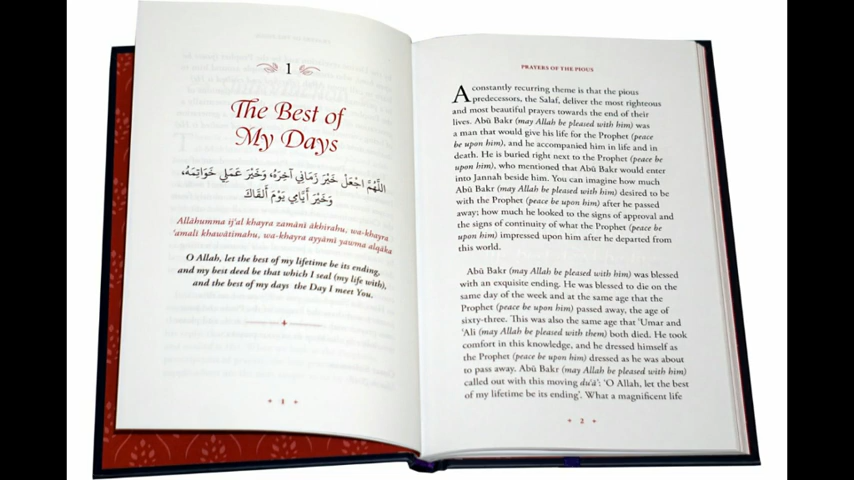 1
The Best of
My Days
اللَّهُمَّ اجْعَلْ خَيْرَ زَمَانِي آخِرَهُ، وَخَيْرَ عَمَلِي خَوَاتِمَهُ،
وَخَيْرَ أَيَّامِي يَوْمَ أَلْقَاكَ
Allāhumma ij'al khayra zamānī ākhirahu, wa-khayra
'amalī khawātimahu, wa-khayra ayyāmī yawma alqāka
O Allah, let the best of my lifetime be its ending,
and my best deed be that which I seal (my life with),
and the best of my days the Day I meet You.
1
PRAYERS OF THE PIOUS
A constantly recurring theme is that the pious
predecessors, the Salaf, deliver the most righteous
and most beautiful prayers towards the end of their
lives. Abū Bakr (may Allah be pleased with him) was
a man that would give his life for the Prophet (peace
be upon him), and he accompanied him in life and in
death. He is buried right next to the Prophet (peace be
upon him), who mentioned that Abū Bakr would enter
into Jannah beside him. You can imagine how much
Abū Bakr (may Allah be pleased with him) desired to be
with the Prophet (peace be upon him) after he passed
away; how much he looked to the signs of approval and
the signs of continuity of what the Prophet (peace be
upon him) impressed upon him after he departed from
this world.
Abū Bakr (may Allah be pleased with him) was blessed
with an exquisite ending. He was blessed to die on the
same day of the week and at the same age that the
Prophet (peace be upon him) passed away, the age of
sixty-three. This was also the same age that 'Umar and
'Alī (may Allah be pleased with them) both died. He took
comfort in this knowledge, and he dressed himself as
the Prophet (peace be upon him) dressed as he was about
to pass away. Abū Bakr (may Allah be pleased with him)
called out with this moving du'ā': 'O Allah, let the best
of my lifetime be its ending'. What a magnificent life
2